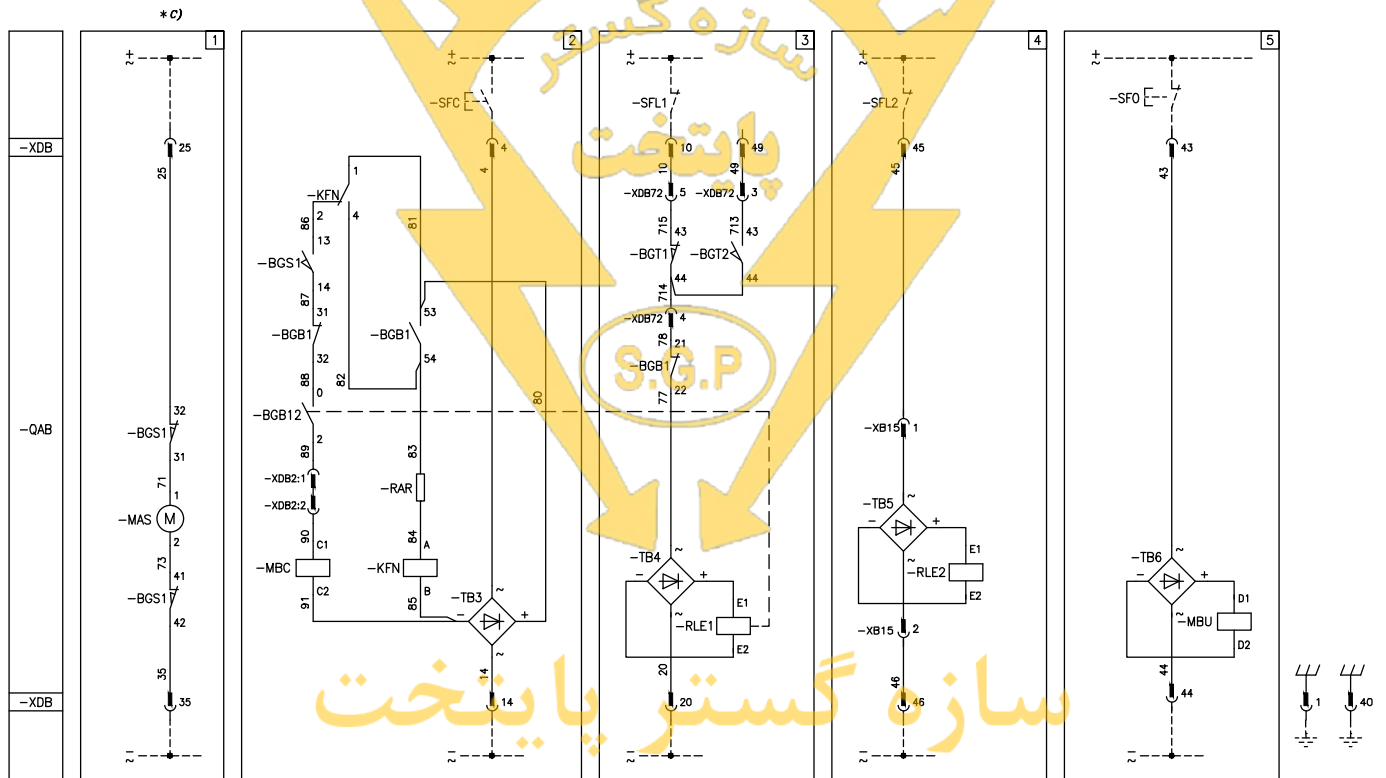 *c)
1
2
3
4
5
-XDB
-QAB
-XDB
25
25
32
-BGS1
31
71
1
-MAS
M
2
73
41
-BGS1
42
35
35
-SFC
4
4
1
-KFN
2
4
86
13
-BGS1
14
87
31
-BGB1
32
88
82
0
-BGB12
2
89
-XDB2:1
-XDB2:2
90
C1
-MBC
C2
91
81
53
-BGB1
54
83
-RAR
84
A
-KFN
B
85
80
-TB3
14
14
-SFL1
10
49
10
49
-XDB72
5
-XDB72
3
715
43
713
43
-BGT1
-BGT2
44
44
714
-XDB72
4
78
21
-BGB1
22
77
-TB4
E1
-RLE1
E2
20
20
-SFL2
45
45
-XB15
1
-TB5
E1
-RLE2
E2
-XB15
2
46
46
-SFO
43
43
-TB6
D1
-MBU
D2
44
44
1
40
سازه گستر
پایتخت
S.G.P
سازه گستر پایتخت